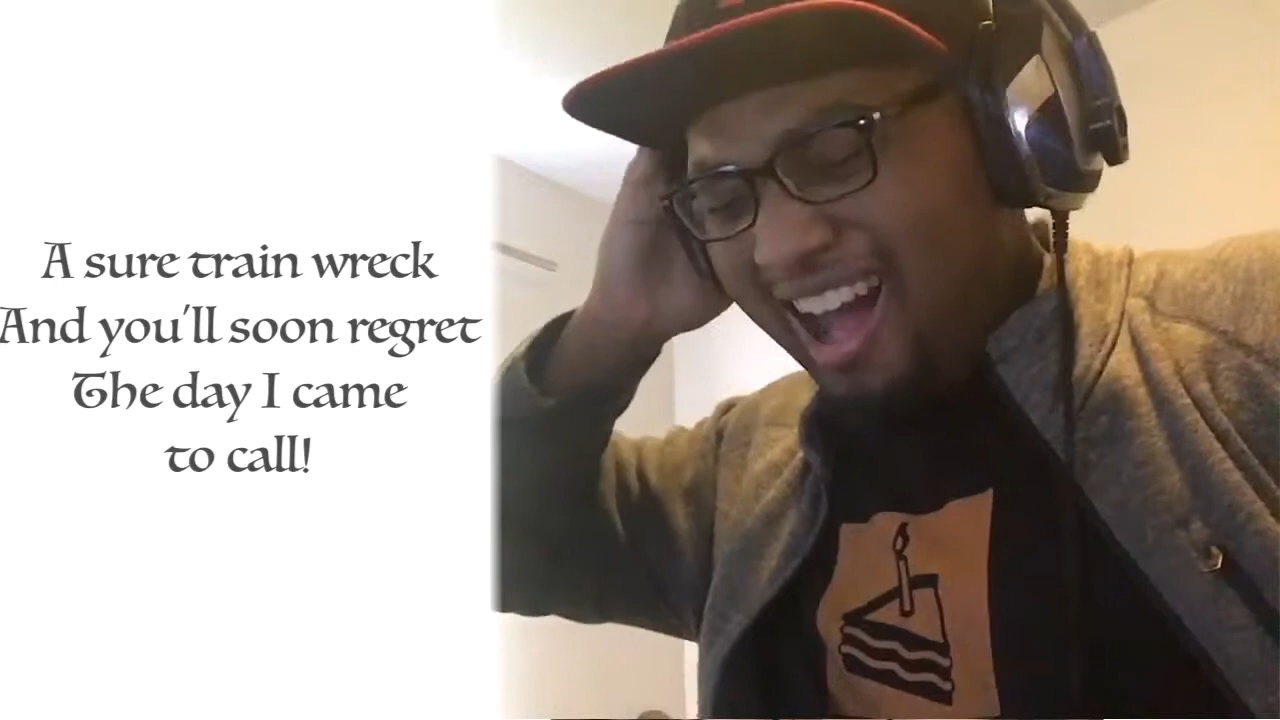 A sure train wreck
And you'll soon regret
The day I came
to call!